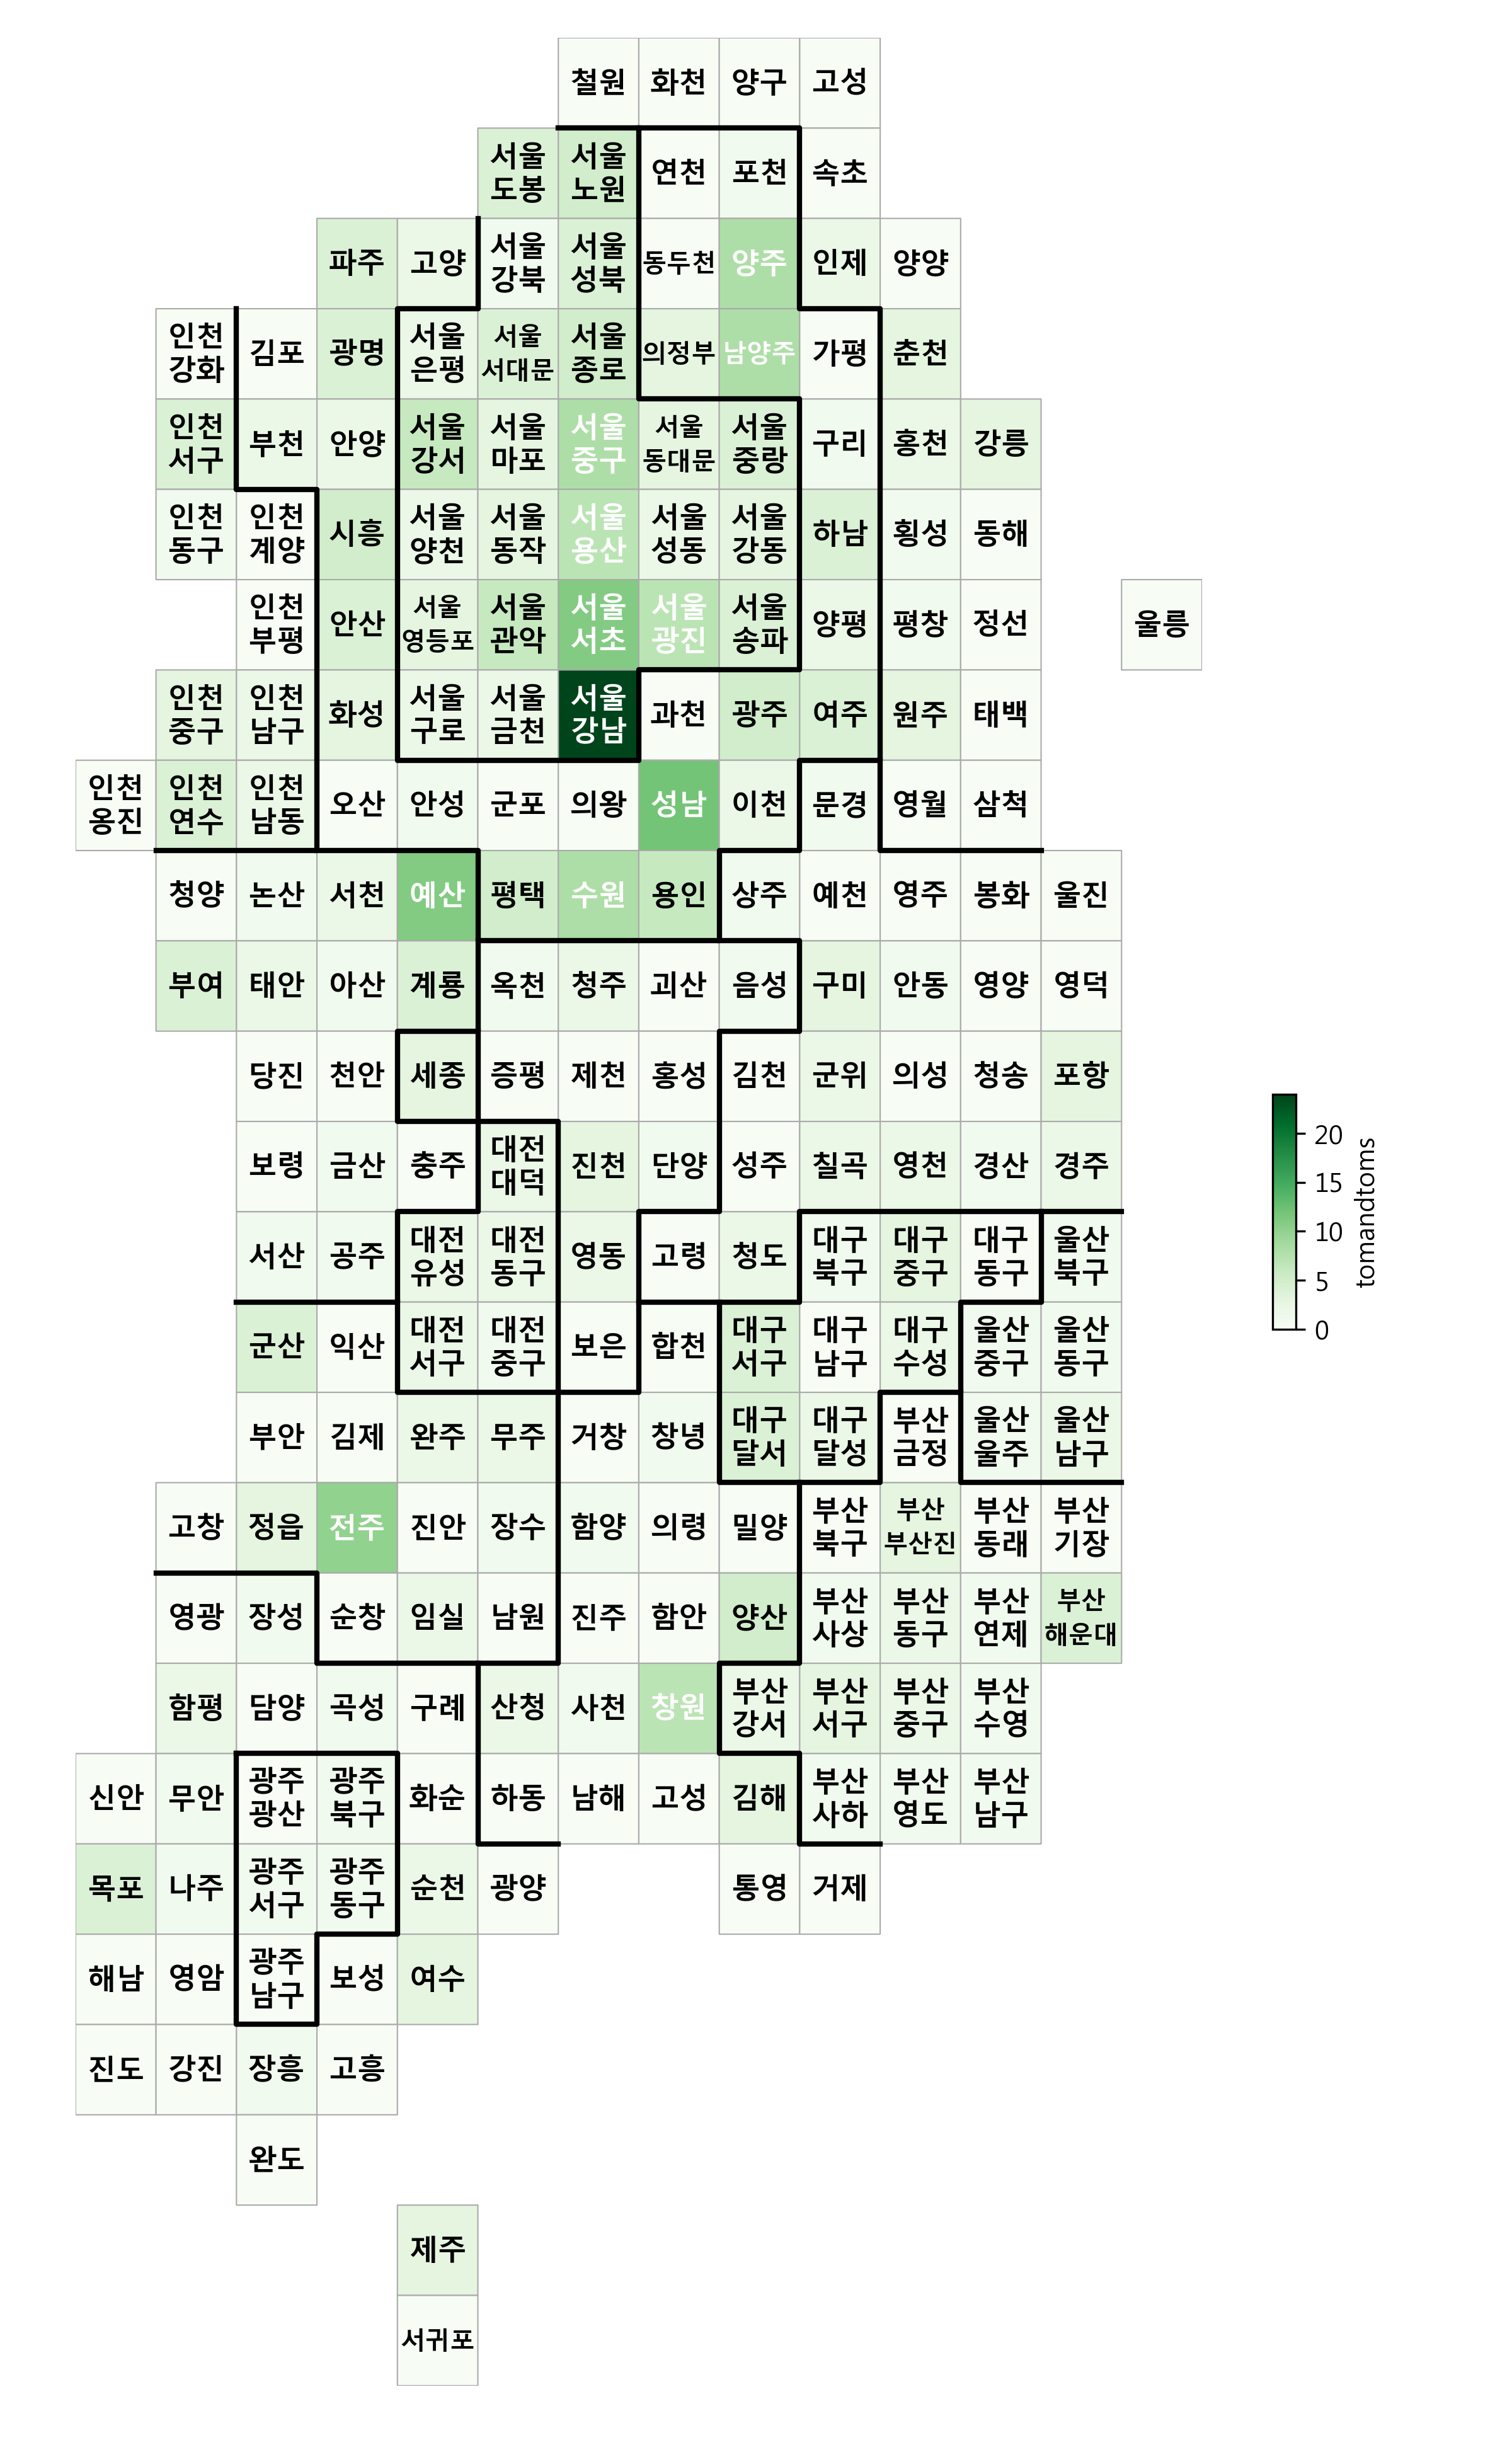 철원 화천 양구 고성
서울 서울
도봉 노원 연천 포천 속초
파주 고양 서울 서울 동두천 양주 인제 양양
강북 성북
인천 김포 광명 서울 서울 서울 의정부 남양주 가평 춘천
강화 은평 서대문 종로
인천 부천 안양 서울 서울 서울 서울 서울 구리 홍천 강릉
서구 강서 마포 중구 동대문 중랑
인천 인천 시흥 서울 서울 서울 서울 서울 하남 횡성 동해
동구 계양 양천 동작 용산 성동 강동
인천 안산 서울 서울 서울 서울 서울 양평 평창 정선 울릉
부평 영등포 관악 서초 광진 송파
인천 인천 화성 서울 서울 서울 과천 광주 여주 원주 태백
중구 남구 구로 금천 강남
인천 인천 인천 오산 안성 군포 의왕 성남 이천 문경 영월 삼척
옹진 연수 남동
청양 논산 서천 예산 평택 수원 용인 상주 예천 영주 봉화 울진
부여 태안 아산 계룡 옥천 청주 괴산 음성 구미 안동 영양 영덕
당진 천안 세종 증평 제천 홍성 김천 군위 의성 청송 포항
보령 금산 충주 대전 진천 단양 성주 칠곡 영천 경산 경주
대덕
서산 공주 대전 대전 영동 고령 청도 대구 대구 대구 울산
유성 동구 북구 중구 동구 북구
군산 익산 대전 대전 보은 합천 대구 대구 대구 울산 울산
서구 중구 서구 남구 수성 중구 동구
부안 김제 완주 무주 거창 창녕 대구 대구 부산 울산 울산
달서 달성 금정 울주 남구
고창 정읍 전주 진안 장수 함양 의령 밀양 부산 부산 부산 부산
북구 부산진 동래 기장
영광 장성 순창 임실 남원 진주 함안 양산 부산 부산 부산 부산
사상 동구 연제 해운대
함평 담양 곡성 구례 산청 사천 창원 부산 부산 부산 부산
강서 서구 중구 수영
신안 무안 광주 광주 화순 하동 남해 고성 김해 부산 부산 부산
광산 북구 사하 영도 남구
목포 나주 광주 광주 순천 광양 통영 거제
서구 동구
해남 영암 광주 보성 여수
남구
진도 강진 장흥 고흥
완도
제주
서귀포
20
15
10
5
0
tomandtoms